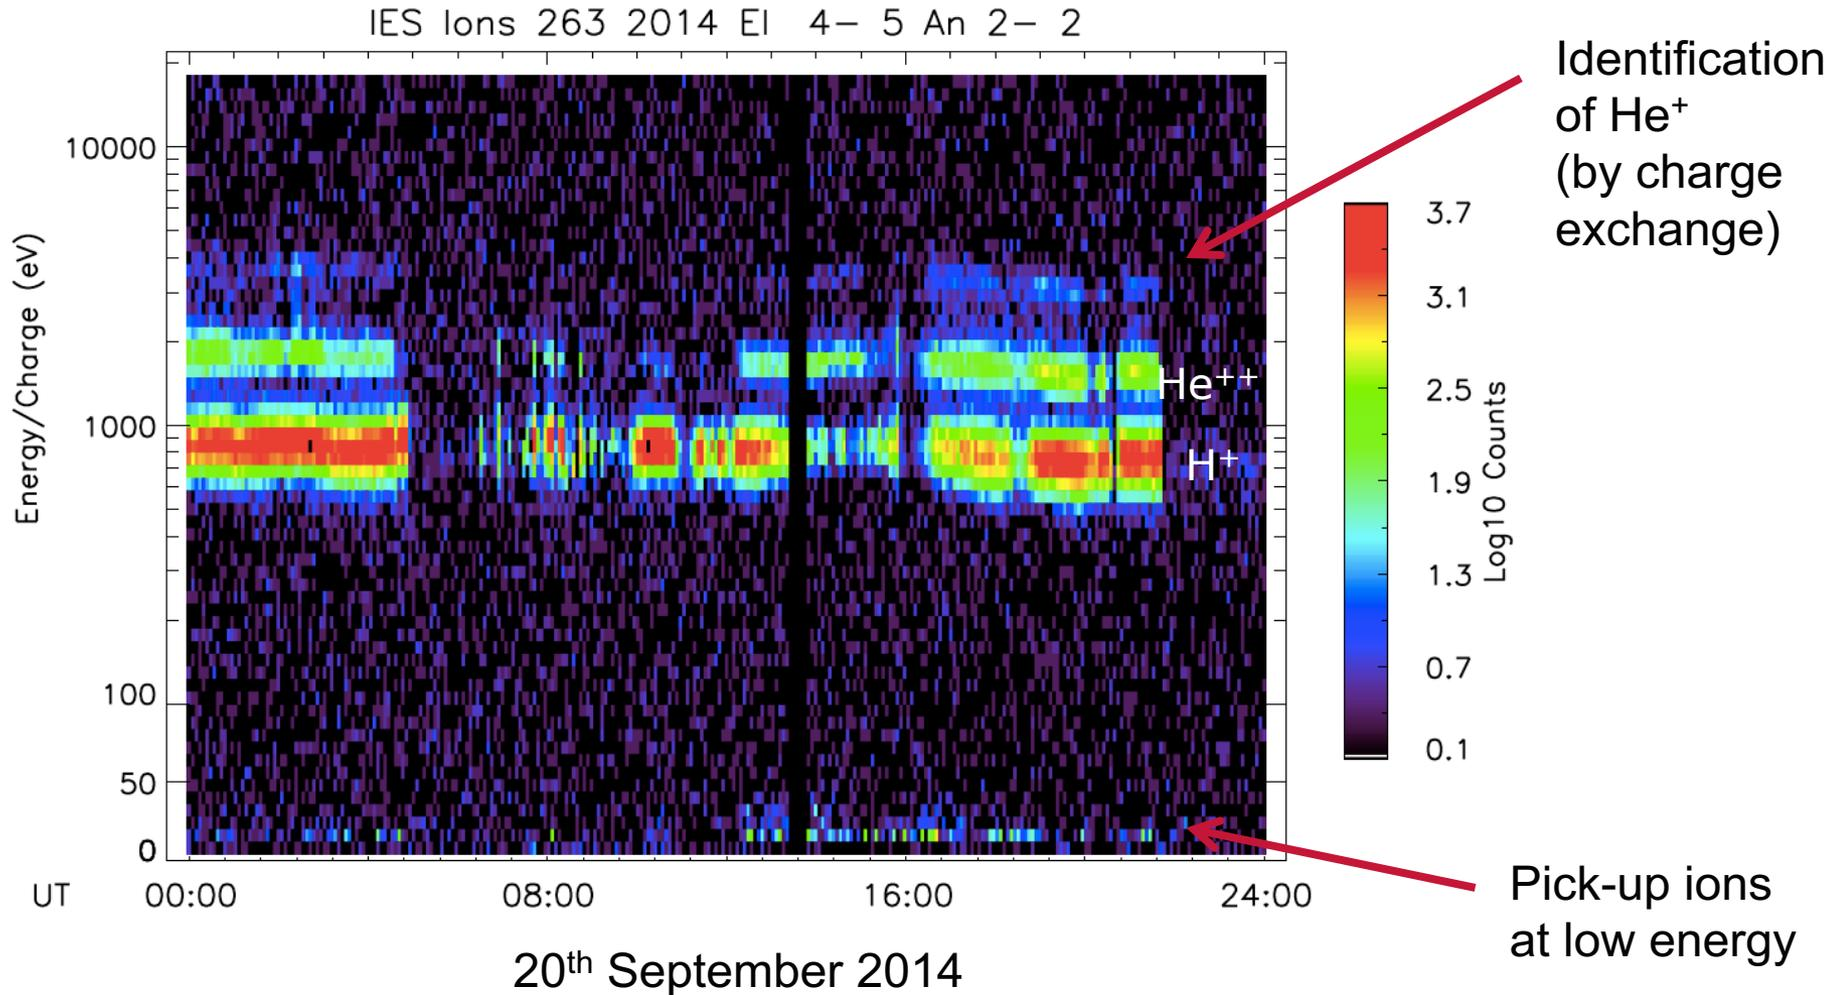 IES Ions 263 2014 El 4- 5 An 2- 2
Identification
of He⁺
(by charge
exchange)
10000
1000
100
50
0
Energy/Charge (eV)
He⁺⁺
H⁺
3.7
3.1
2.5
1.9
1.3
0.7
0.1
Log10 Counts
UT 00:00 08:00 16:00 24:00
Pick-up ions
at low energy
20ᵗʰ September 2014